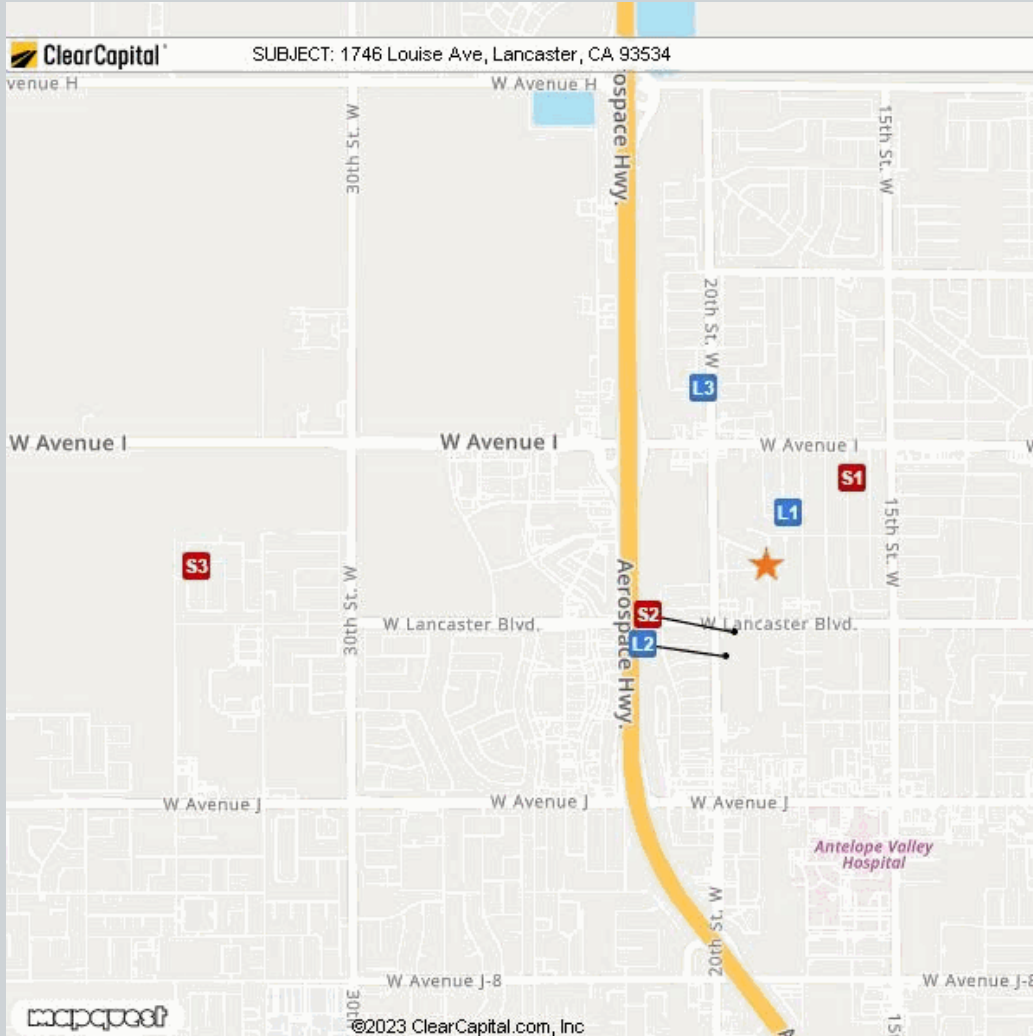 ClearCapital
SUBJECT: 1746 Louise Ave, Lancaster, CA 93534
venue H
W Avenue H
ospace Hwy.
30th St. W
15th St. W
20th St. W
L3
W Avenue I
W Avenue I
W Avenue I
W
S1
L1
15th St. W
S3
30th St. W
Aerospace Hwy.
S2
W Lancaster Blvd.
W Lancaster Blvd.
L2
W Avenue J
W Avenue J
W Avenue J
Antelope Valley
Hospital
20th St. W
W Avenue J-8
W Avenue J-8
30th
A
15
mapquest
©2023 ClearCapital.com, Inc